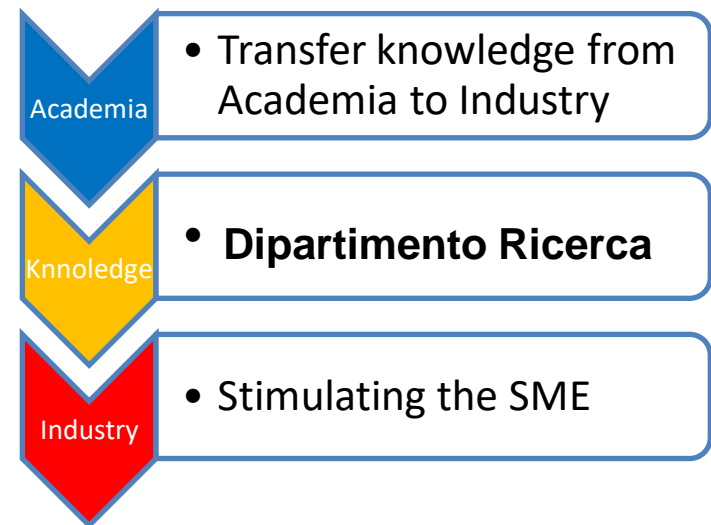 Academia
• Transfer knowledge from
Academia to Industry
Knnoledge
• Dipartimento Ricerca
Industry
• Stimulating the SME